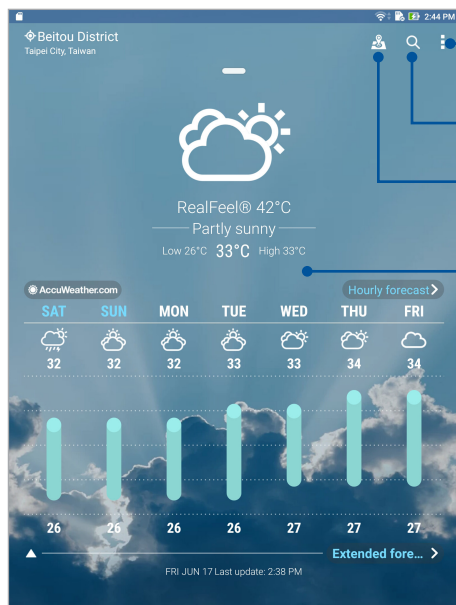 2:44 PM
Beitou District
Taipei City, Taiwan
RealFeel® 42°C
Partly sunny
Low 26°C 33°C High 33°C
AccuWeather.com Hourly forecast
SAT SUN MON TUE WED THU FRI
32 32 32 33 33 34 34
26 26 26 26 27 27 27
Extended fore...
FRI JUN 17 Last update: 2:38 PM